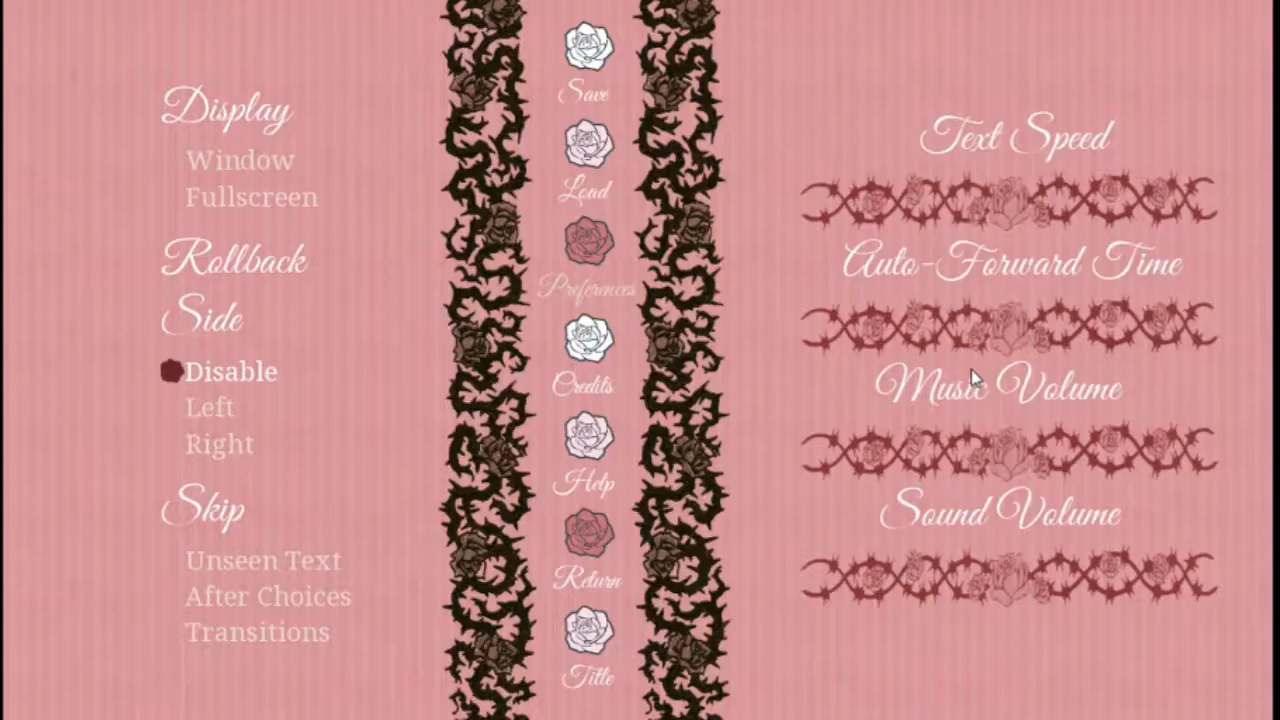 Display
Window
Fullscreen
Rollback
Side
Disable
Left
Right
Skip
Unseen Text
After Choices
Transitions
Save
Load
Preferences
Credits
Help
Return
Title
Text Speed
Auto-Forward Time
Music Volume
Sound Volume